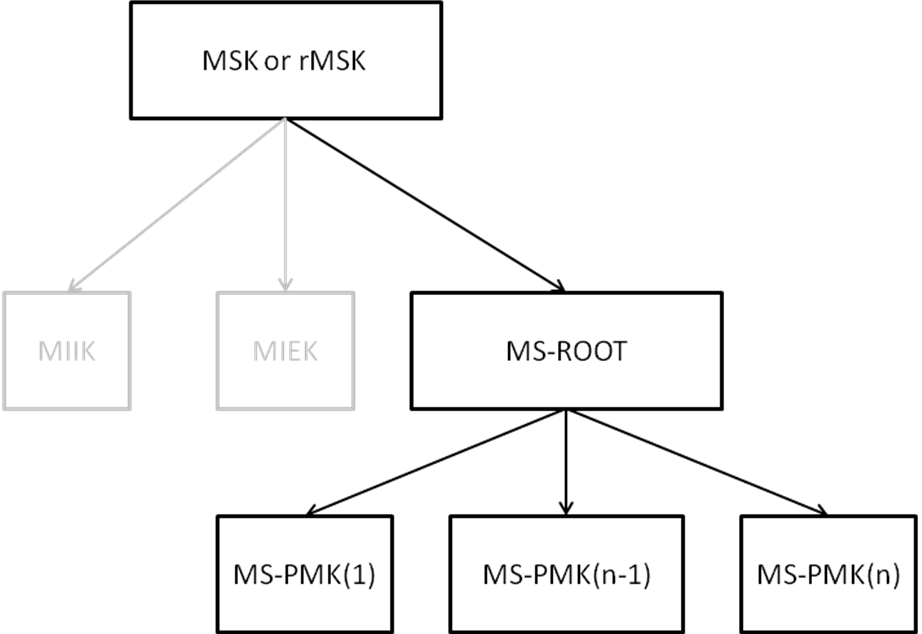 MSK or rMSK
MIIK
MIEK
MS-ROOT
MS-PMK(1)
MS-PMK(n-1)
MS-PMK(n)